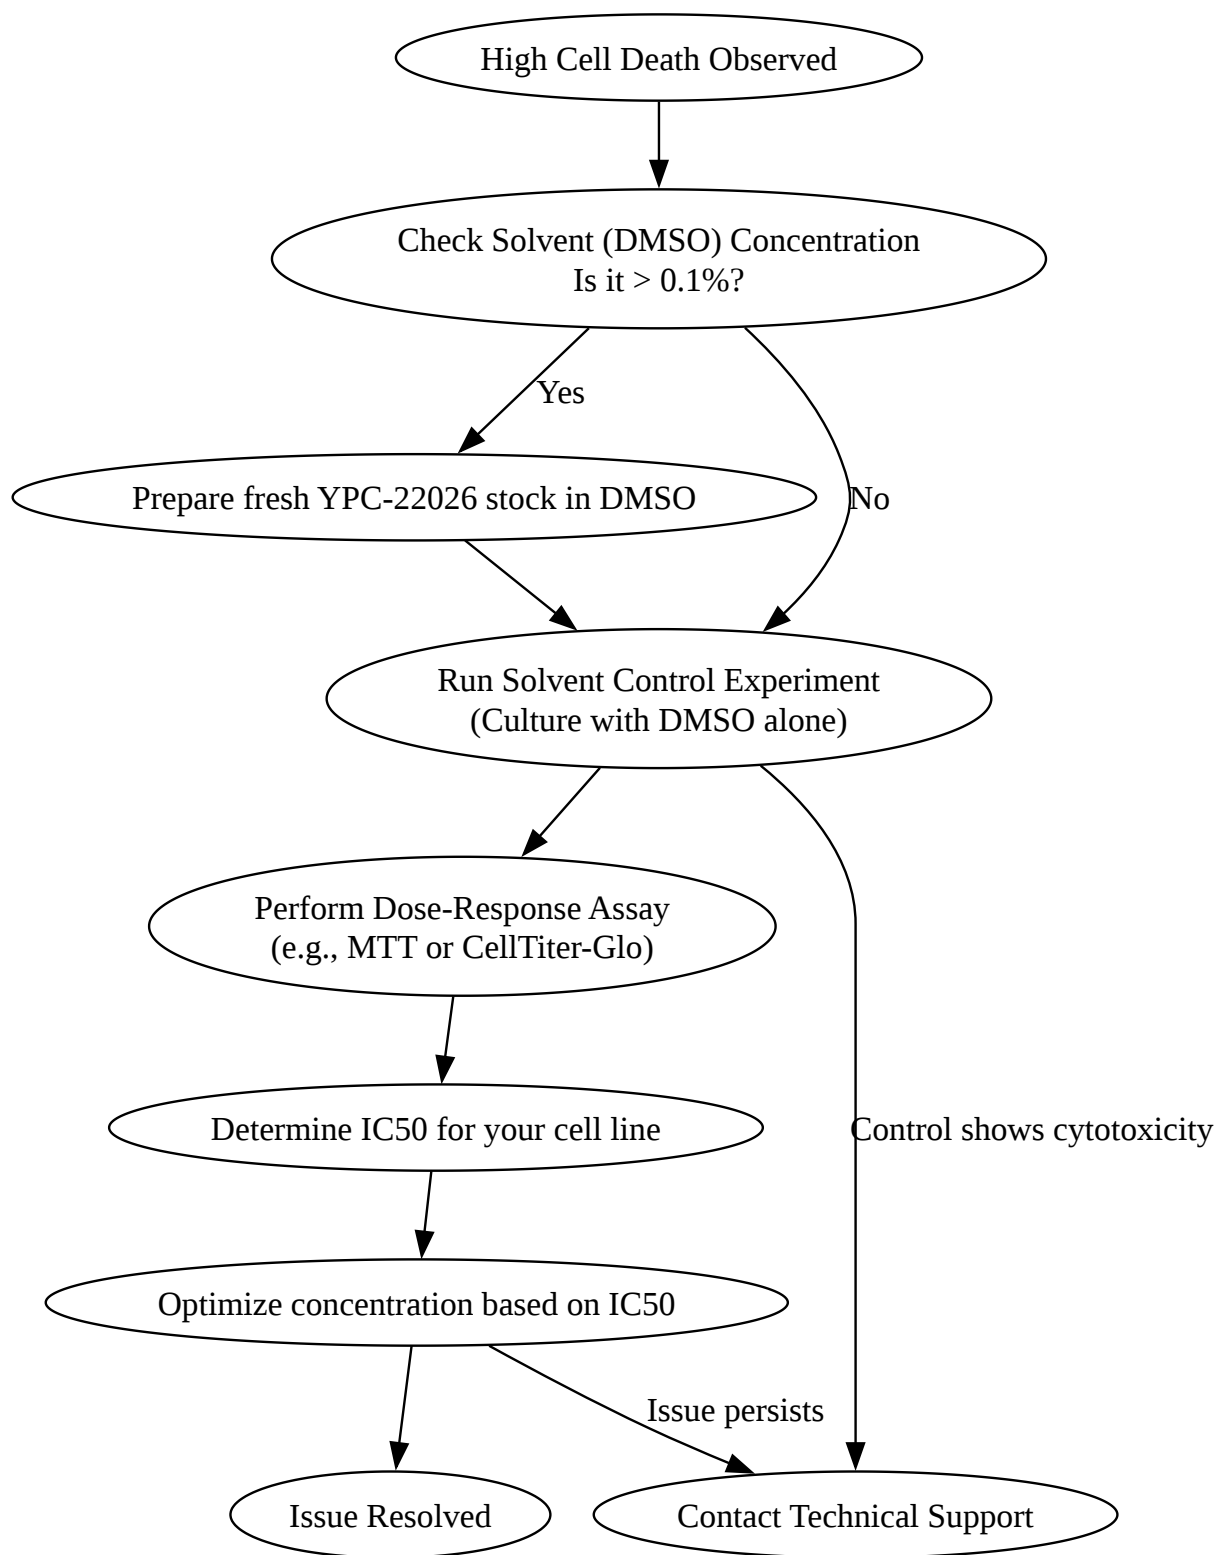 High Cell Death Observed
Check Solvent (DMSO) Concentration
Is it > 0.1%?
Yes
Prepare fresh YPC-22026 stock in DMSO
No
Run Solvent Control Experiment
(Culture with DMSO alone)
Perform Dose-Response Assay
(e.g., MTT or CellTiter-Glo)
Determine IC50 for your cell line
Control shows cytotoxicity
Optimize concentration based on IC50
Issue persists
Issue Resolved
Contact Technical Support